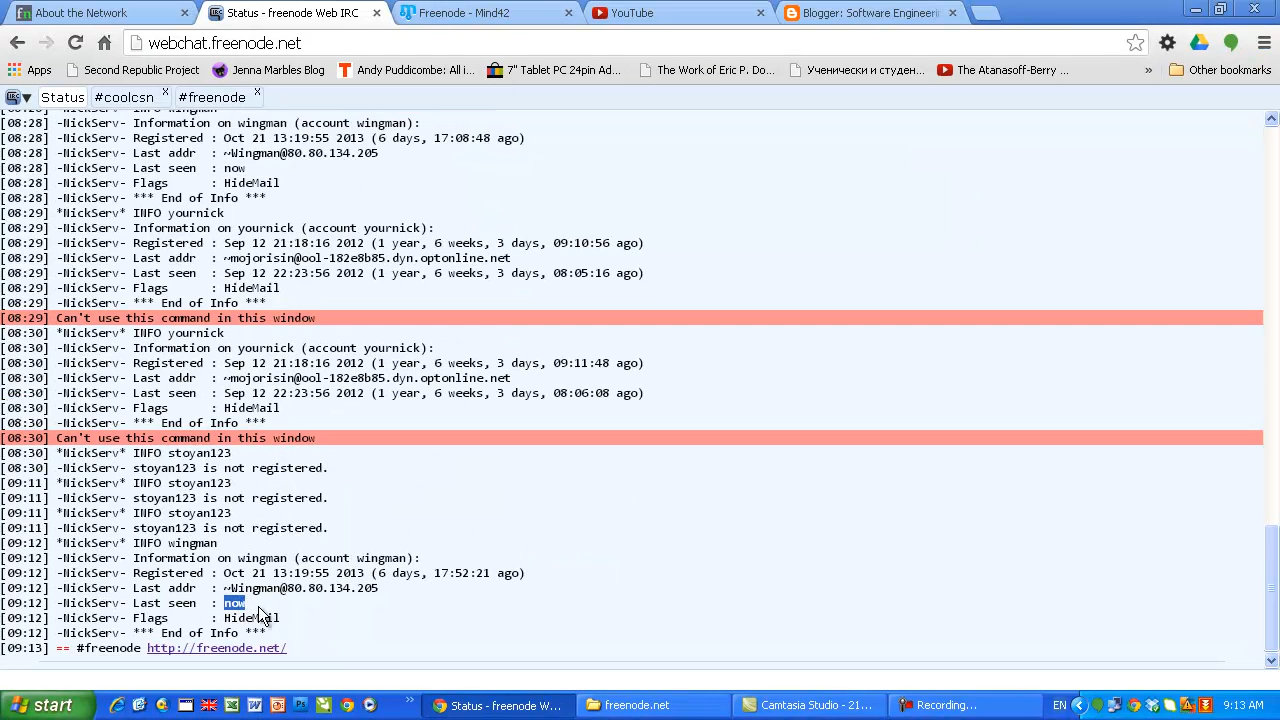 About the Network
Status - freenode Web IRC
Freenode - Mind42
YouTube
Blogger: Software Engineeri
webchat.freenode.net
Apps
Second Republic Project
Jenna Marbles Blog
Andy Puddicombe: All i...
7" Tablet PC 24pin Ad...
The Work of Eric P. Do...
Ученически и студен...
The Atanasoff-Berry ...
»
Other bookmarks
Status
#coolcsn
#freenode
[08:28] -NickServ- Information on wingman (account wingman):
[08:28] -NickServ- Registered : Oct 21 13:19:55 2013 (6 days, 17:08:48 ago)
[08:28] -NickServ- Last addr  : ~Wingman@80.80.134.205
[08:28] -NickServ- Last seen  : now
[08:28] -NickServ- Flags      : HideMail
[08:28] -NickServ- *** End of Info ***
[08:29] *NickServ* INFO yournick
[08:29] -NickServ- Information on yournick (account yournick):
[08:29] -NickServ- Registered : Sep 12 21:18:16 2012 (1 year, 6 weeks, 3 days, 09:10:56 ago)
[08:29] -NickServ- Last addr  : ~mojorisin@ool-182e8b85.dyn.optonline.net
[08:29] -NickServ- Last seen  : Sep 12 22:23:56 2012 (1 year, 6 weeks, 3 days, 08:05:16 ago)
[08:29] -NickServ- Flags      : HideMail
[08:29] -NickServ- *** End of Info ***
[08:29] Can't use this command in this window
[08:30] *NickServ* INFO yournick
[08:30] -NickServ- Information on yournick (account yournick):
[08:30] -NickServ- Registered : Sep 12 21:18:16 2012 (1 year, 6 weeks, 3 days, 09:11:48 ago)
[08:30] -NickServ- Last addr  : ~mojorisin@ool-182e8b85.dyn.optonline.net
[08:30] -NickServ- Last seen  : Sep 12 22:23:56 2012 (1 year, 6 weeks, 3 days, 08:06:08 ago)
[08:30] -NickServ- Flags      : HideMail
[08:30] -NickServ- *** End of Info ***
[08:30] Can't use this command in this window
[08:30] *NickServ* INFO stoyan123
[08:30] -NickServ- stoyan123 is not registered.
[09:11] *NickServ* INFO stoyan123
[09:11] -NickServ- stoyan123 is not registered.
[09:11] *NickServ* INFO stoyan123
[09:11] -NickServ- stoyan123 is not registered.
[09:12] *NickServ* INFO wingman
[09:12] -NickServ- Information on wingman (account wingman):
[09:12] -NickServ- Registered : Oct 21 13:19:55 2013 (6 days, 17:52:21 ago)
[09:12] -NickServ- Last addr  : ~Wingman@80.80.134.205
[09:12] -NickServ- Last seen  : now
[09:12] -NickServ- Flags      : HideMail
[09:12] -NickServ- *** End of Info ***
[09:13] == #freenode http://freenode.net/
start
»
Status - freenode W...
freenode.net
Camtasia Studio - 21...
Recording...
EN
9:13 AM